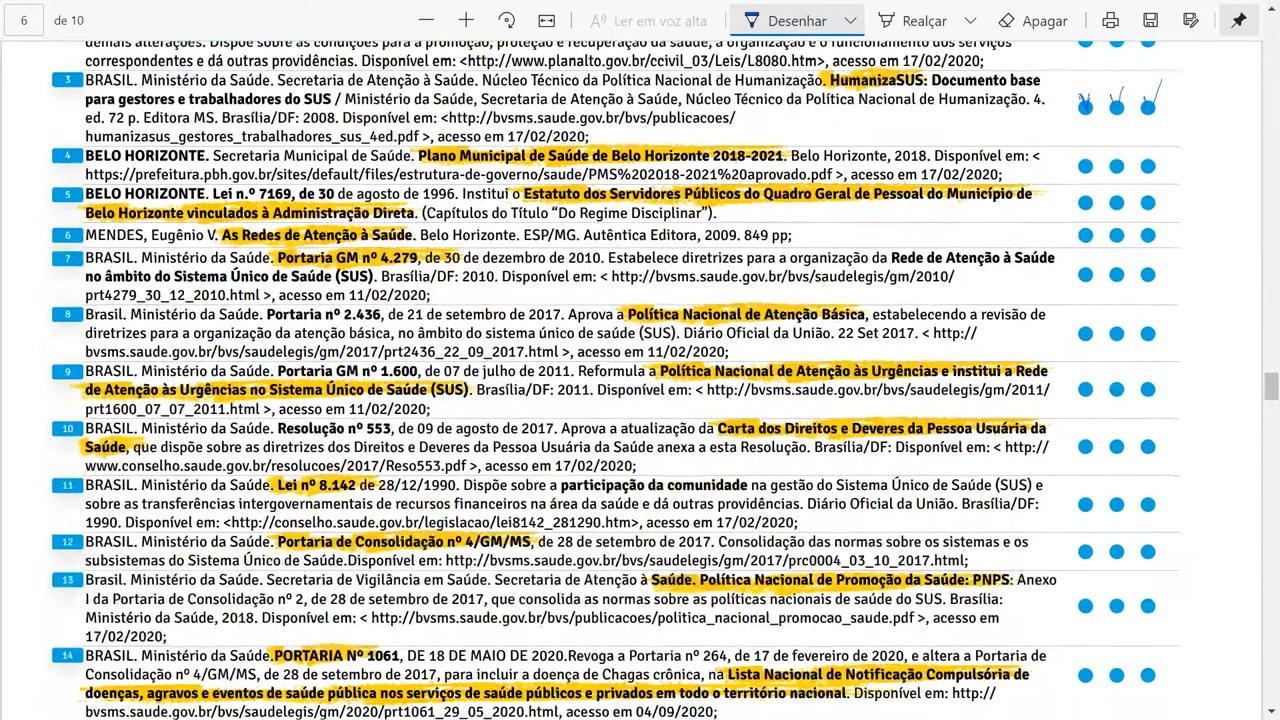 6 de 10 Ler em voz alta Desenhar Realçar Apagar
demais alterações. Dispõe sobre as condições para a promoção, proteção e recuperação da saúde, a organização e o funcionamento dos serviços
correspondentes e dá outras providências. Disponível em: <http://www.planalto.gov.br/ccivil_03/Leis/L8080.htm>, acesso em 17/02/2020;
3 BRASIL. Ministério da Saúde. Secretaria de Atenção à Saúde. Núcleo Técnico da Política Nacional de Humanização. HumanizaSUS: Documento base
para gestores e trabalhadores do SUS / Ministério da Saúde, Secretaria de Atenção à Saúde, Núcleo Técnico da Política Nacional de Humanização. 4.
ed. 72 p. Editora MS. Brasília/DF: 2008. Disponível em: <http://www.saude.gov.br/bvs/publicacoes/
humanizasus_gestores_trabalhadores_sus_4ed.pdf >, acesso em 17/02/2020;
4 BELO HORIZONTE. Secretaria Municipal de Saúde. Plano Municipal de Saúde de Belo Horizonte 2018-2021. Belo Horizonte, 2018. Disponível em: <
https://prefeitura.pbh.gov.br/sites/default/files/estrutura-de-governo/saude/PMS%202018-2021%20aprovado.pdf >, acesso em 17/02/2020;
5 BELO HORIZONTE. Lei n.º 7169, de 30 de agosto de 1996. Institui o Estatuto dos Servidores Públicos do Quadro Geral de Pessoal do Município de
Belo Horizonte vinculados à Administração Direta. (Capítulos do Título “Do Regime Disciplinar”).
6 MENDES, Eugênio V. As Redes de Atenção à Saúde. Belo Horizonte. ESP/MG. Autêntica Editora, 2009. 849 pp;
7 BRASIL. Ministério da Saúde. Portaria GM nº 4.279, de 30 de dezembro de 2010. Estabelece diretrizes para a organização da Rede de Atenção à Saúde
no âmbito do Sistema Único de Saúde (SUS). Brasília/DF: 2010. Disponível em: < http://bvsms.saude.gov.br/bvs/saudelegis/gm/2010/
prt4279_30_12_2010.html >, acesso em 11/02/2020;
8 Brasil. Ministério da Saúde. Portaria nº 2.436, de 21 de setembro de 2017. Aprova a Política Nacional de Atenção Básica, estabelecendo a revisão de
diretrizes para a organização da atenção básica, no âmbito do sistema único de saúde (SUS). Diário Oficial da União. 22 Set 2017. < http://
bvsms.saude.gov.br/bvs/saudelegis/gm/2017/prt2436_22_09_2017.html >, acesso em 11/02/2020;
9 BRASIL. Ministério da Saúde. Portaria GM nº 1.600, de 07 de julho de 2011. Reformula a Política Nacional de Atenção às Urgências e institui a Rede
de Atenção às Urgências no Sistema Único de Saúde (SUS). Brasília/DF: 2011. Disponível em: < http://bvsms.saude.gov.br/bvs/saudelegis/gm/2011/
prt1600_07_07_2011.html >, acesso em 11/02/2020;
10 BRASIL. Ministério da Saúde. Resolução nº 553, de 09 de agosto de 2017. Aprova a atualização da Carta dos Direitos e Deveres da Pessoa Usuária da
Saúde, que dispõe sobre as diretrizes dos Direitos e Deveres da Pessoa Usuária da Saúde anexa a esta Resolução. Brasília/DF: Disponível em: < http://
www.conselho.saude.gov.br/resolucoes/2017/Reso553.pdf >, acesso em 17/02/2020;
11 BRASIL. Ministério da Saúde. Lei nº 8.142 de 28/12/1990. Dispõe sobre a participação da comunidade na gestão do Sistema Único de Saúde (SUS) e
sobre as transferências intergovernamentais de recursos financeiros na área da saúde e dá outras providências. Diário Oficial da União. Brasília/DF:
1990. Disponível em: <http://conselho.saude.gov.br/legislacao/lei8142_281290.htm>, acesso em 17/02/2020;
12 BRASIL. Ministério da Saúde. Portaria de Consolidação nº 4/GM/MS, de 28 de setembro de 2017. Consolidação das normas sobre os sistemas e os
subsistemas do Sistema Único de Saúde.Disponível em: http://bvsms.saude.gov.br/bvs/saudelegis/gm/2017/prc0004_03_10_2017.html;
13 Brasil. Ministério da Saúde. Secretaria de Vigilância em Saúde. Secretaria de Atenção à Saúde. Política Nacional de Promoção da Saúde: PNPS: Anexo
I da Portaria de Consolidação nº 2, de 28 de setembro de 2017, que consolida as normas sobre as políticas nacionais de saúde do SUS. Brasília:
Ministério da Saúde, 2018. Disponível em: < http://bvsms.saude.gov.br/bvs/publicacoes/politica_nacional_promocao_saude.pdf >, acesso em
17/02/2020;
14 BRASIL. Ministério da Saúde.PORTARIA Nº 1061, DE 18 DE MAIO DE 2020.Revoga a Portaria nº 264, de 17 de fevereiro de 2020, e altera a Portaria de
Consolidação nº 4/GM/MS, de 28 de setembro de 2017, para incluir a doença de Chagas crônica, na Lista Nacional de Notificação Compulsória de
doenças, agravos e eventos de saúde pública nos serviços de saúde públicos e privados em todo o território nacional. Disponível em: http://
bvsms.saude.gov.br/bvs/saudelegis/gm/2020/prt1061_29_05_2020.html, acesso em 04/09/2020;